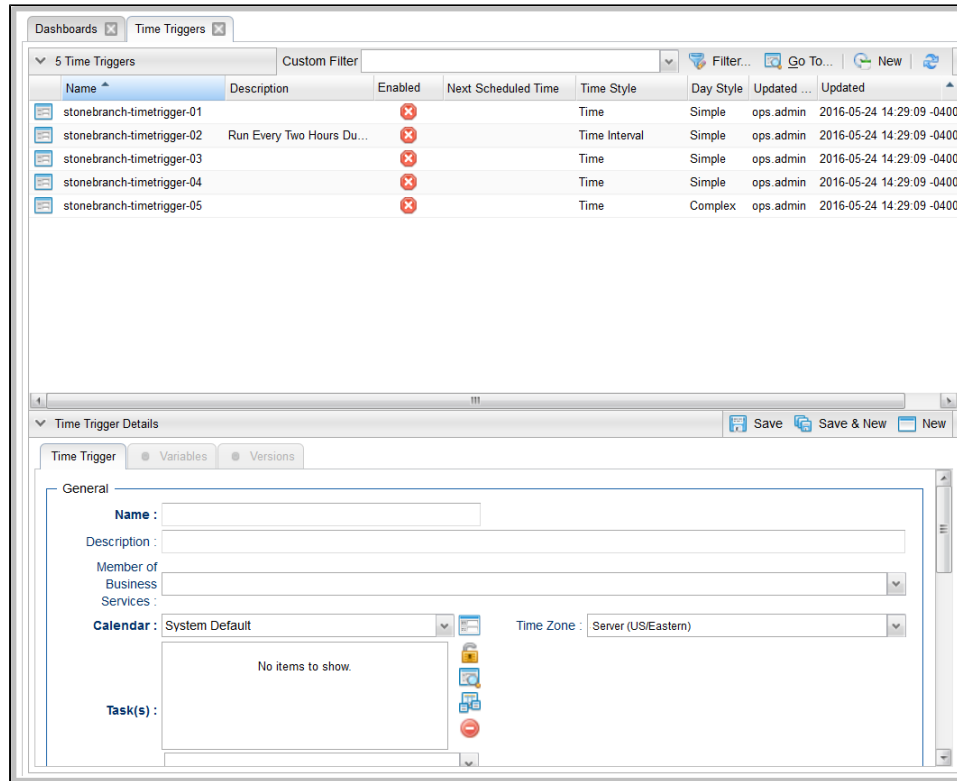 Dashboards Time Triggers
5 Time Triggers Custom Filter Filter... Go To... New
Name Description Enabled Next Scheduled Time Time Style Day Style Updated ... Updated
stonebranch-timetrigger-01 Time Simple ops.admin 2016-05-24 14:29:09 -0400
stonebranch-timetrigger-02 Run Every Two Hours Du... Time Interval Simple ops.admin 2016-05-24 14:29:09 -0400
stonebranch-timetrigger-03 Time Simple ops.admin 2016-05-24 14:29:09 -0400
stonebranch-timetrigger-04 Time Simple ops.admin 2016-05-24 14:29:09 -0400
stonebranch-timetrigger-05 Time Complex ops.admin 2016-05-24 14:29:09 -0400
Time Trigger Details Save Save & New New
Time Trigger Variables Versions
General
Name :
Description :
Member of
Business
Services :
Calendar : System Default Time Zone : Server (US/Eastern)
No items to show.
Task(s) :